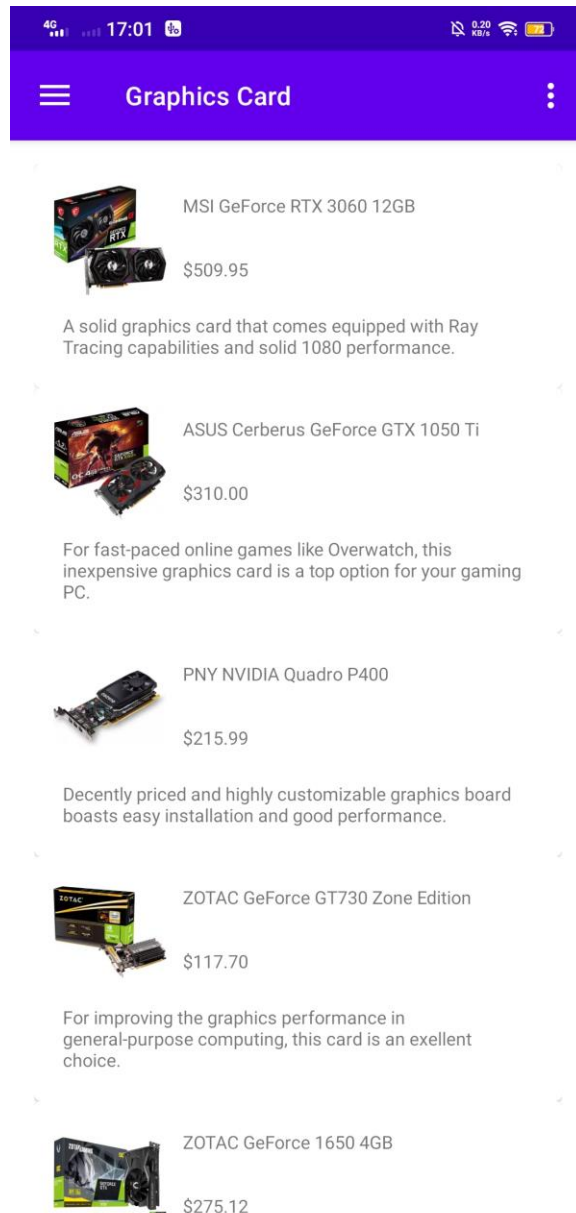 4G 17:01 0.20 KB/s 72
Graphics Card
MSI GeForce RTX 3060 12GB
$509.95
A solid graphics card that comes equipped with Ray
Tracing capabilities and solid 1080 performance.
ASUS Cerberus GeForce GTX 1050 Ti
$310.00
For fast-paced online games like Overwatch, this
inexpensive graphics card is a top option for your gaming
PC.
PNY NVIDIA Quadro P400
$215.99
Decently priced and highly customizable graphics board
boasts easy installation and good performance.
ZOTAC
ZOTAC GeForce GT730 Zone Edition
$117.70
For improving the graphics performance in
general-purpose computing, this card is an exellent
choice.
ZOTAC GeForce 1650 4GB
$275.12